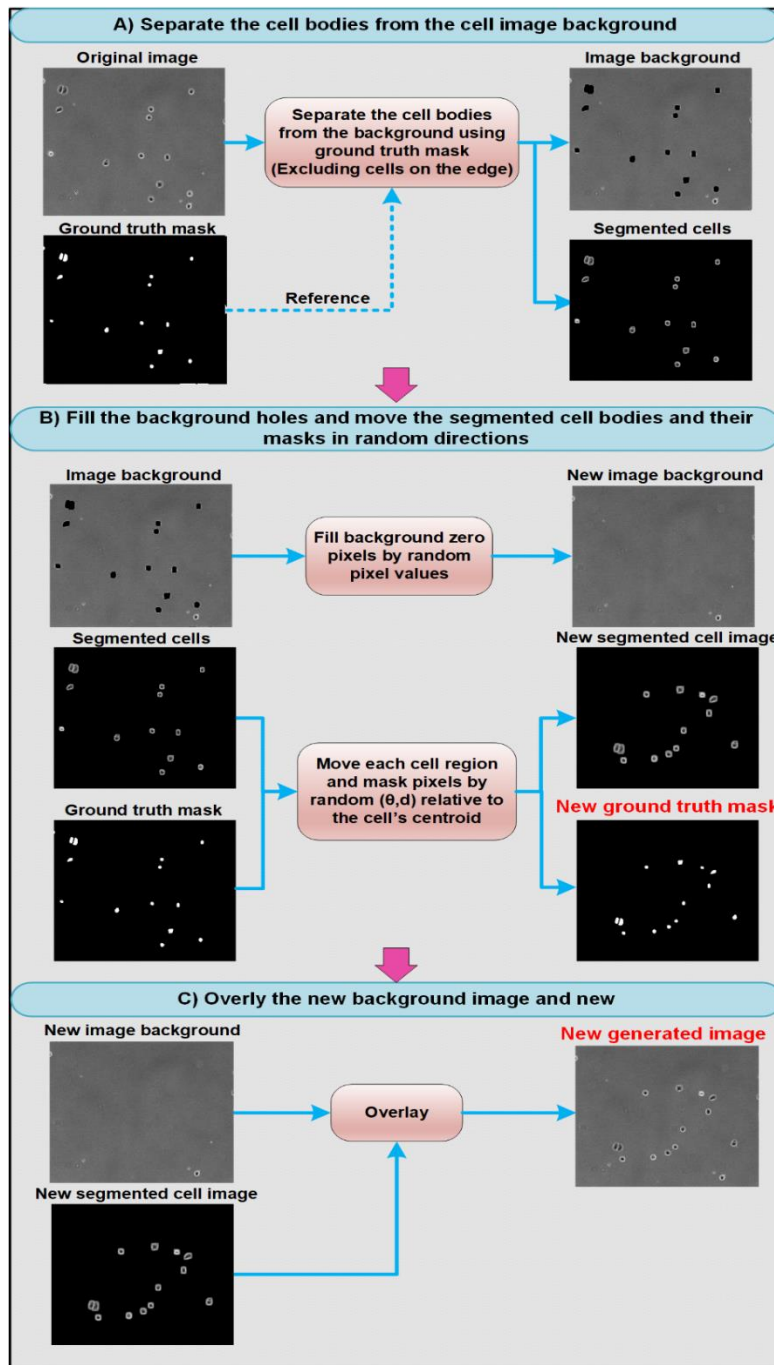 A) Separate the cell bodies from the cell image background
Original image
Image background
Separate the cell bodies
from the background using
ground truth mask
(Excluding cells on the edge)
Ground truth mask
Segmented cells
Reference
B) Fill the background holes and move the segmented cell bodies and their
masks in random directions
Image background
New image background
Fill background zero
pixels by random
pixel values
Segmented cells
New segmented cell image
Move each cell region
and mask pixels by
random (θ,d) relative to
the cell's centroid
Ground truth mask
New ground truth mask
C) Overly the new background image and new
New image background
New generated image
Overlay
New segmented cell image